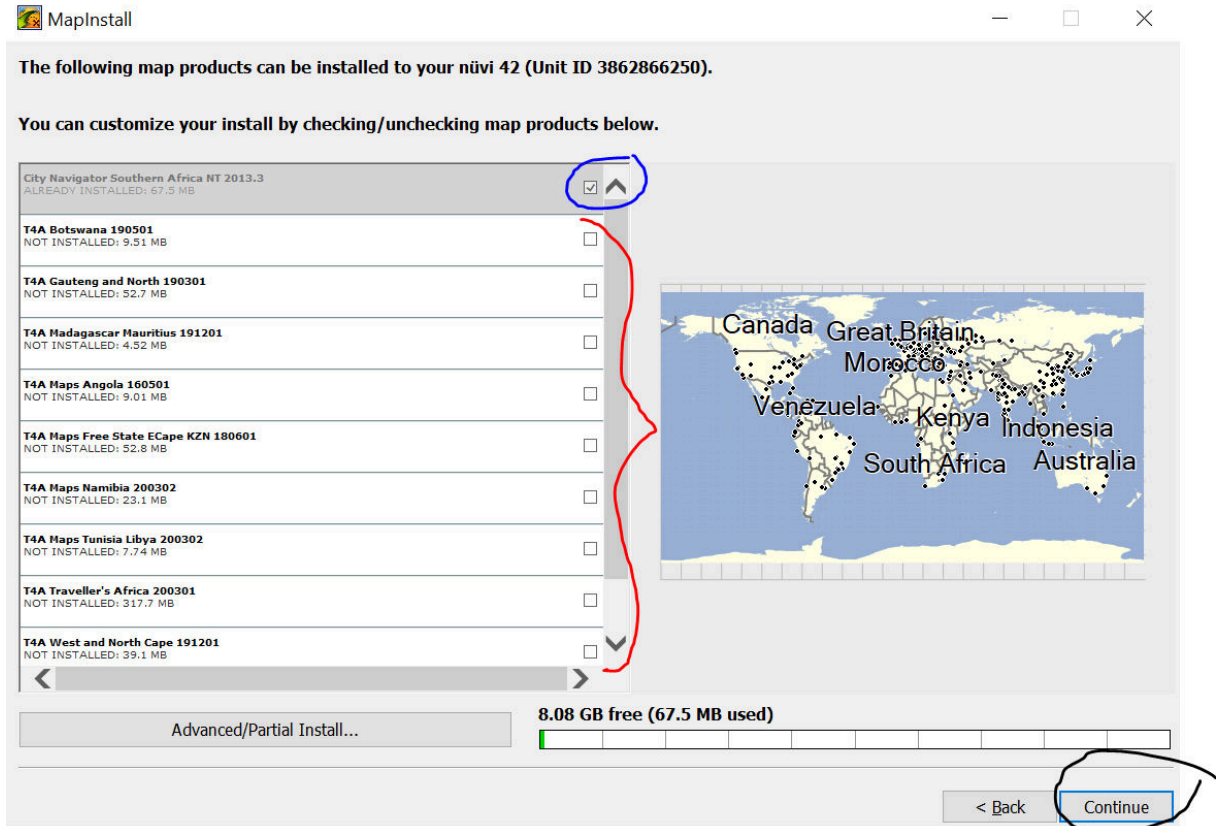 MapInstall
The following map products can be installed to your nüvi 42 (Unit ID 3862866250).
You can customize your install by checking/unchecking map products below.
City Navigator Southern Africa NT 2013.3
ALREADY INSTALLED: 67.5 MB
T4A Botswana 190501
NOT INSTALLED: 9.51 MB
T4A Gauteng and North 190301
NOT INSTALLED: 52.7 MB
T4A Madagascar Mauritius 191201
NOT INSTALLED: 4.52 MB
T4A Maps Angola 160501
NOT INSTALLED: 9.01 MB
T4A Maps Free State ECape KZN 180601
NOT INSTALLED: 52.8 MB
T4A Maps Namibia 200302
NOT INSTALLED: 23.1 MB
T4A Maps Tunisia Libya 200302
NOT INSTALLED: 7.74 MB
T4A Traveller's Africa 200301
NOT INSTALLED: 317.7 MB
T4A West and North Cape 191201
NOT INSTALLED: 39.1 MB
Canada
Great Britain
Morocco
Venezuela
Kenya
Indonesia
South Africa
Australia
Advanced/Partial Install...
8.08 GB free (67.5 MB used)
< Back
Continue